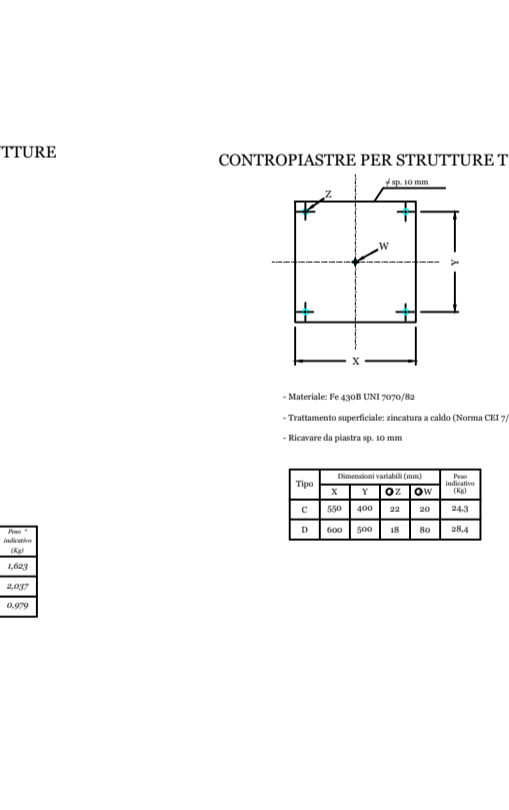 TTURE
CONTROPIASTRE PER STRUTTURE T
sp. 10 mm
Z
W
Y
X
- Materiale: Fe 430B UNI 7070/82
- Trattamento superficiale: zincatura a caldo (Norma CEI 7/
- Ricavare da piastra sp. 10 mm
Tipo Dimensioni variabili (mm) Peso indicativo (Kg)
X Y Z W
C 550 400 22 20 24,3
D 600 500 18 80 28,4
Peso *
indicativo
(Kg)
1,623
2,037
0,979